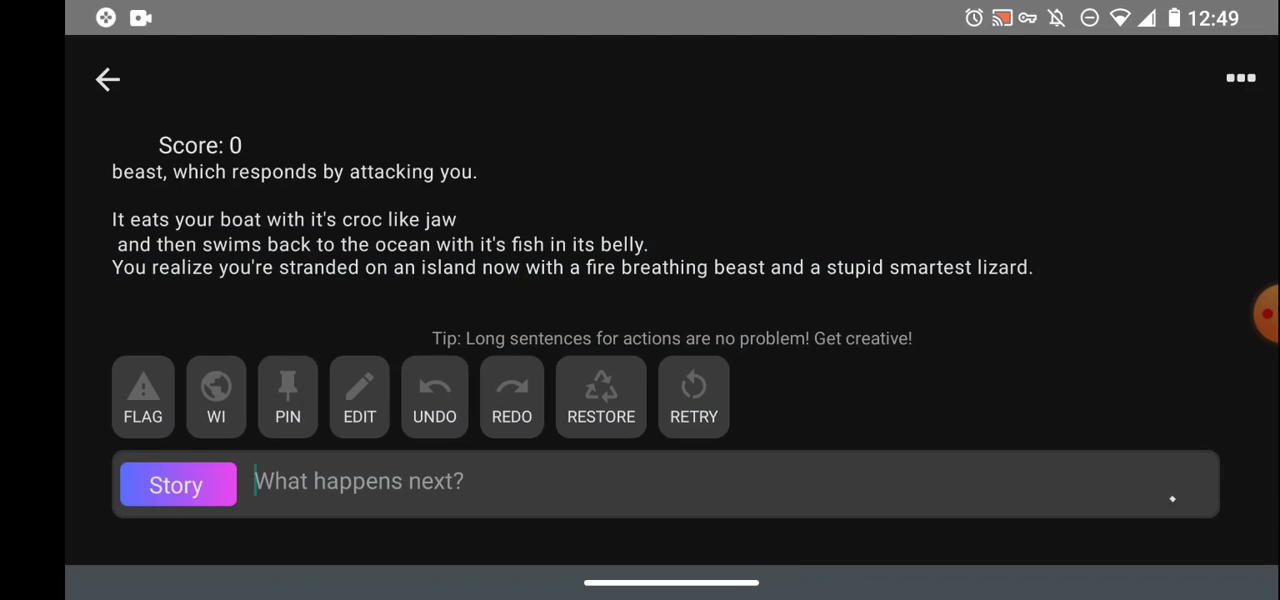 12:49
Score: 0
beast, which responds by attacking you.
It eats your boat with it's croc like jaw
and then swims back to the ocean with it's fish in its belly.
You realize you're stranded on an island now with a fire breathing beast and a stupid smartest lizard.
Tip: Long sentences for actions are no problem! Get creative!
FLAG WI PIN EDIT UNDO REDO RESTORE RETRY
Story What happens next?